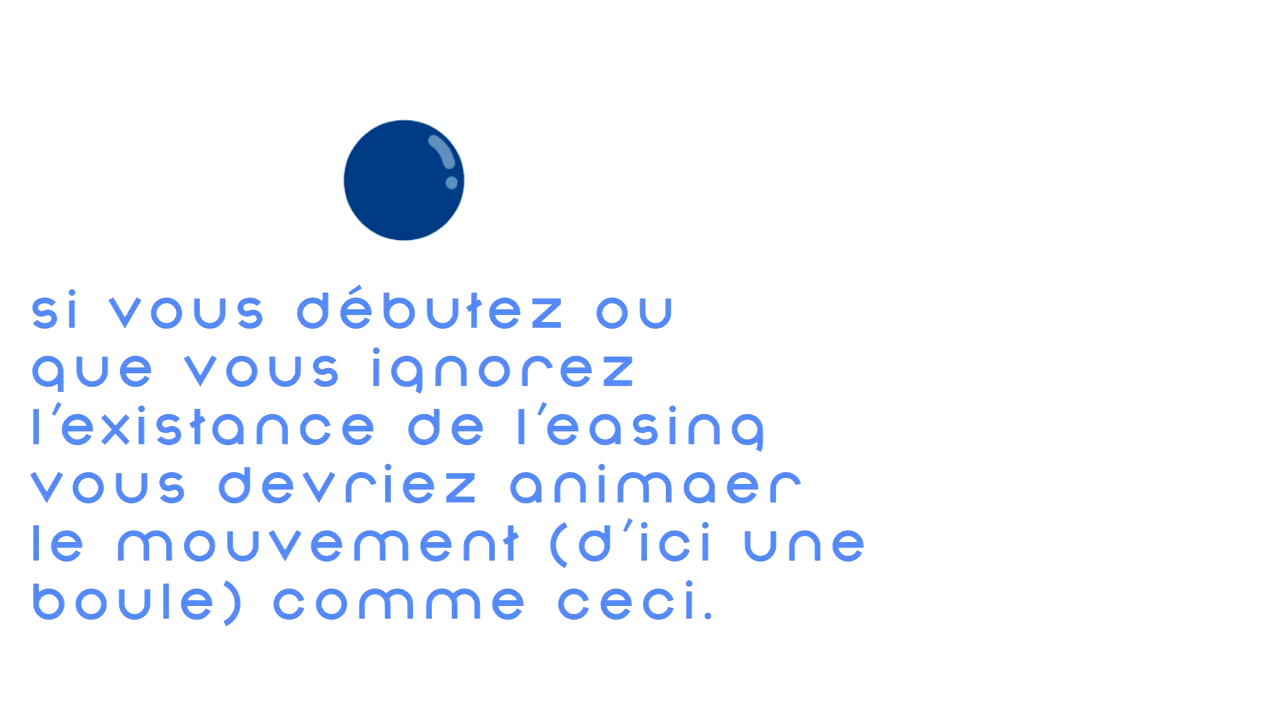 si vous débutez ou
que vous ignorez
l'existance de l'easing
vous devriez animaer
le mouvement (d'ici une
boule) comme ceci.